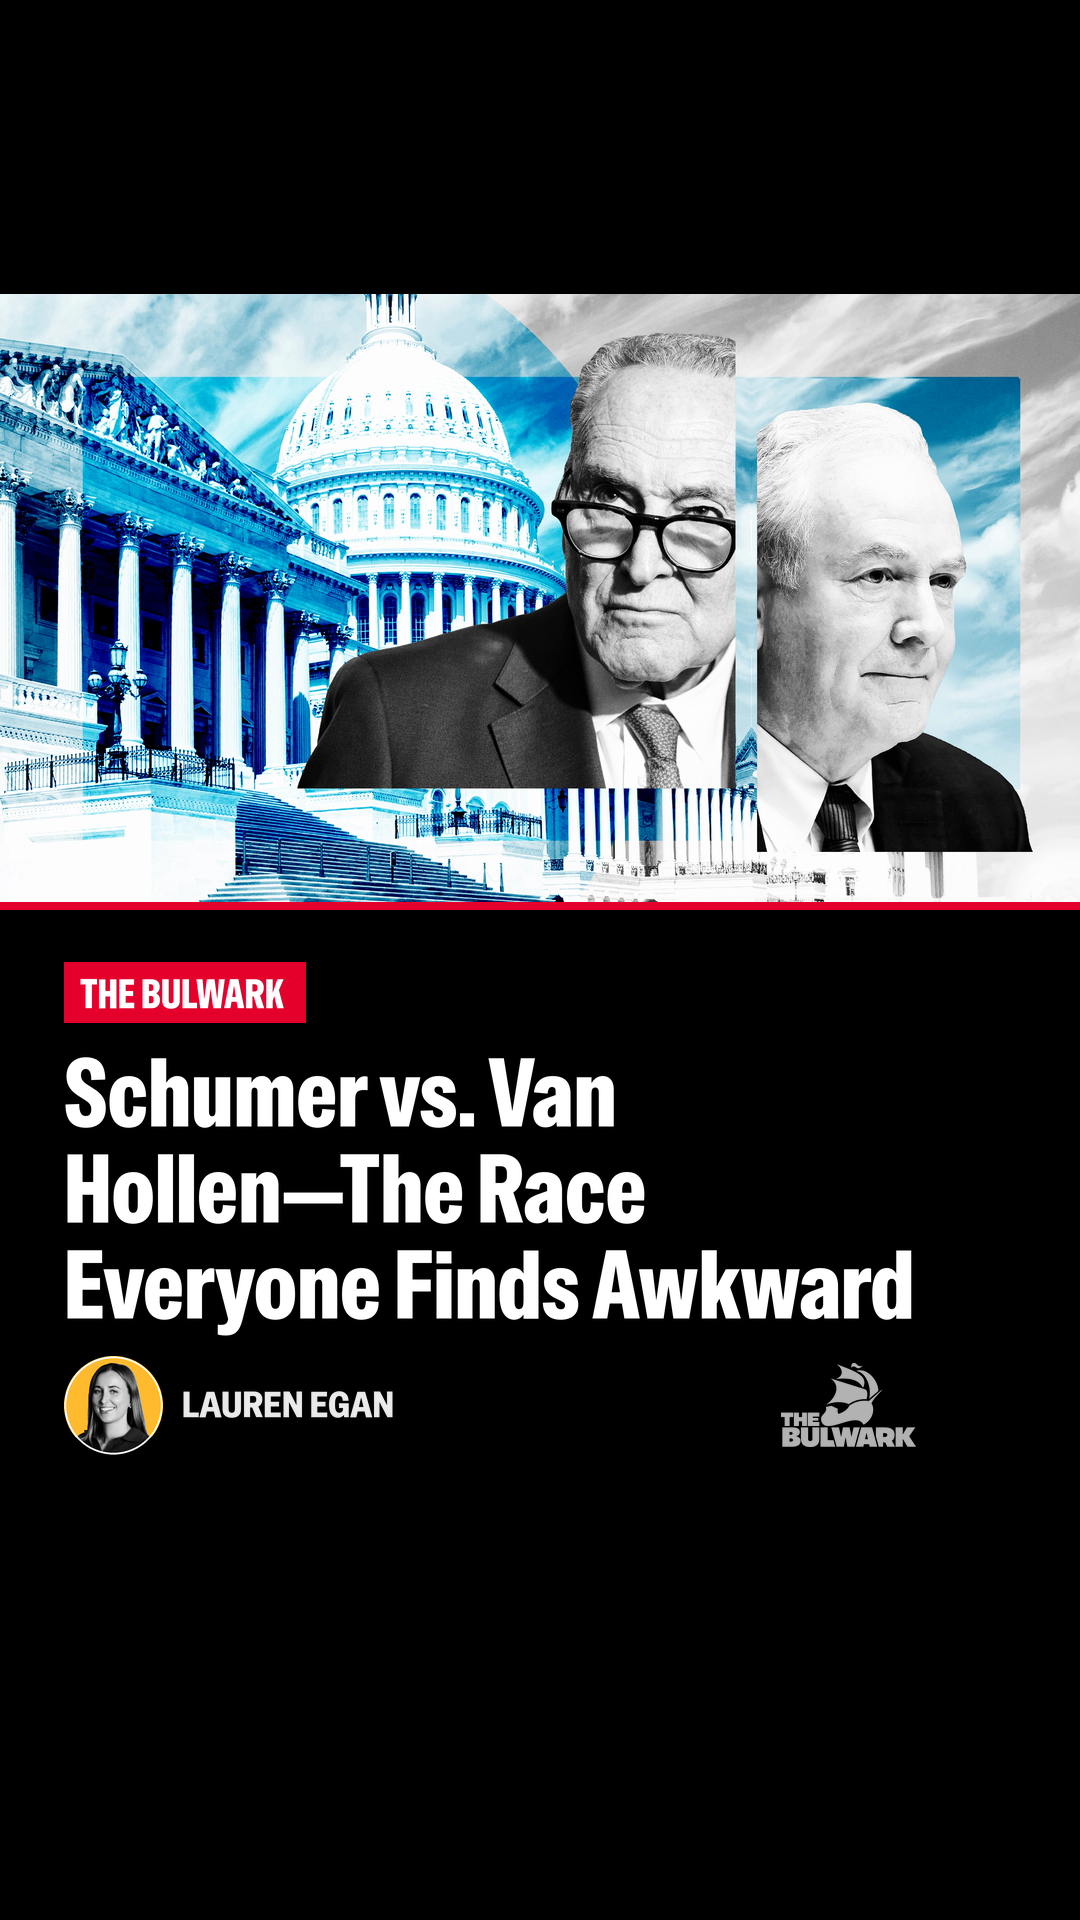 THE BULWARK
Schumer vs. Van
Hollen—The Race
Everyone Finds Awkward
LAUREN EGAN
THE
BULWARK